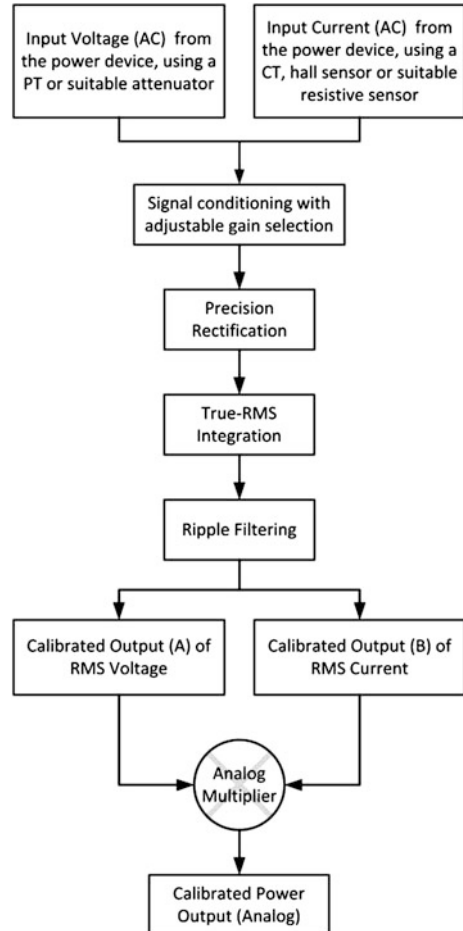 Input Voltage (AC) from
the power device, using a
PT or suitable attenuator
Input Current (AC) from
the power device, using a
CT, hall sensor or suitable
resistive sensor
Signal conditioning with
adjustable gain selection
Precision
Rectification
True-RMS
Integration
Ripple Filtering
Calibrated Output (A) of
RMS Voltage
Calibrated Output (B) of
RMS Current
Analog
Multiplier
Calibrated Power
Output (Analog)